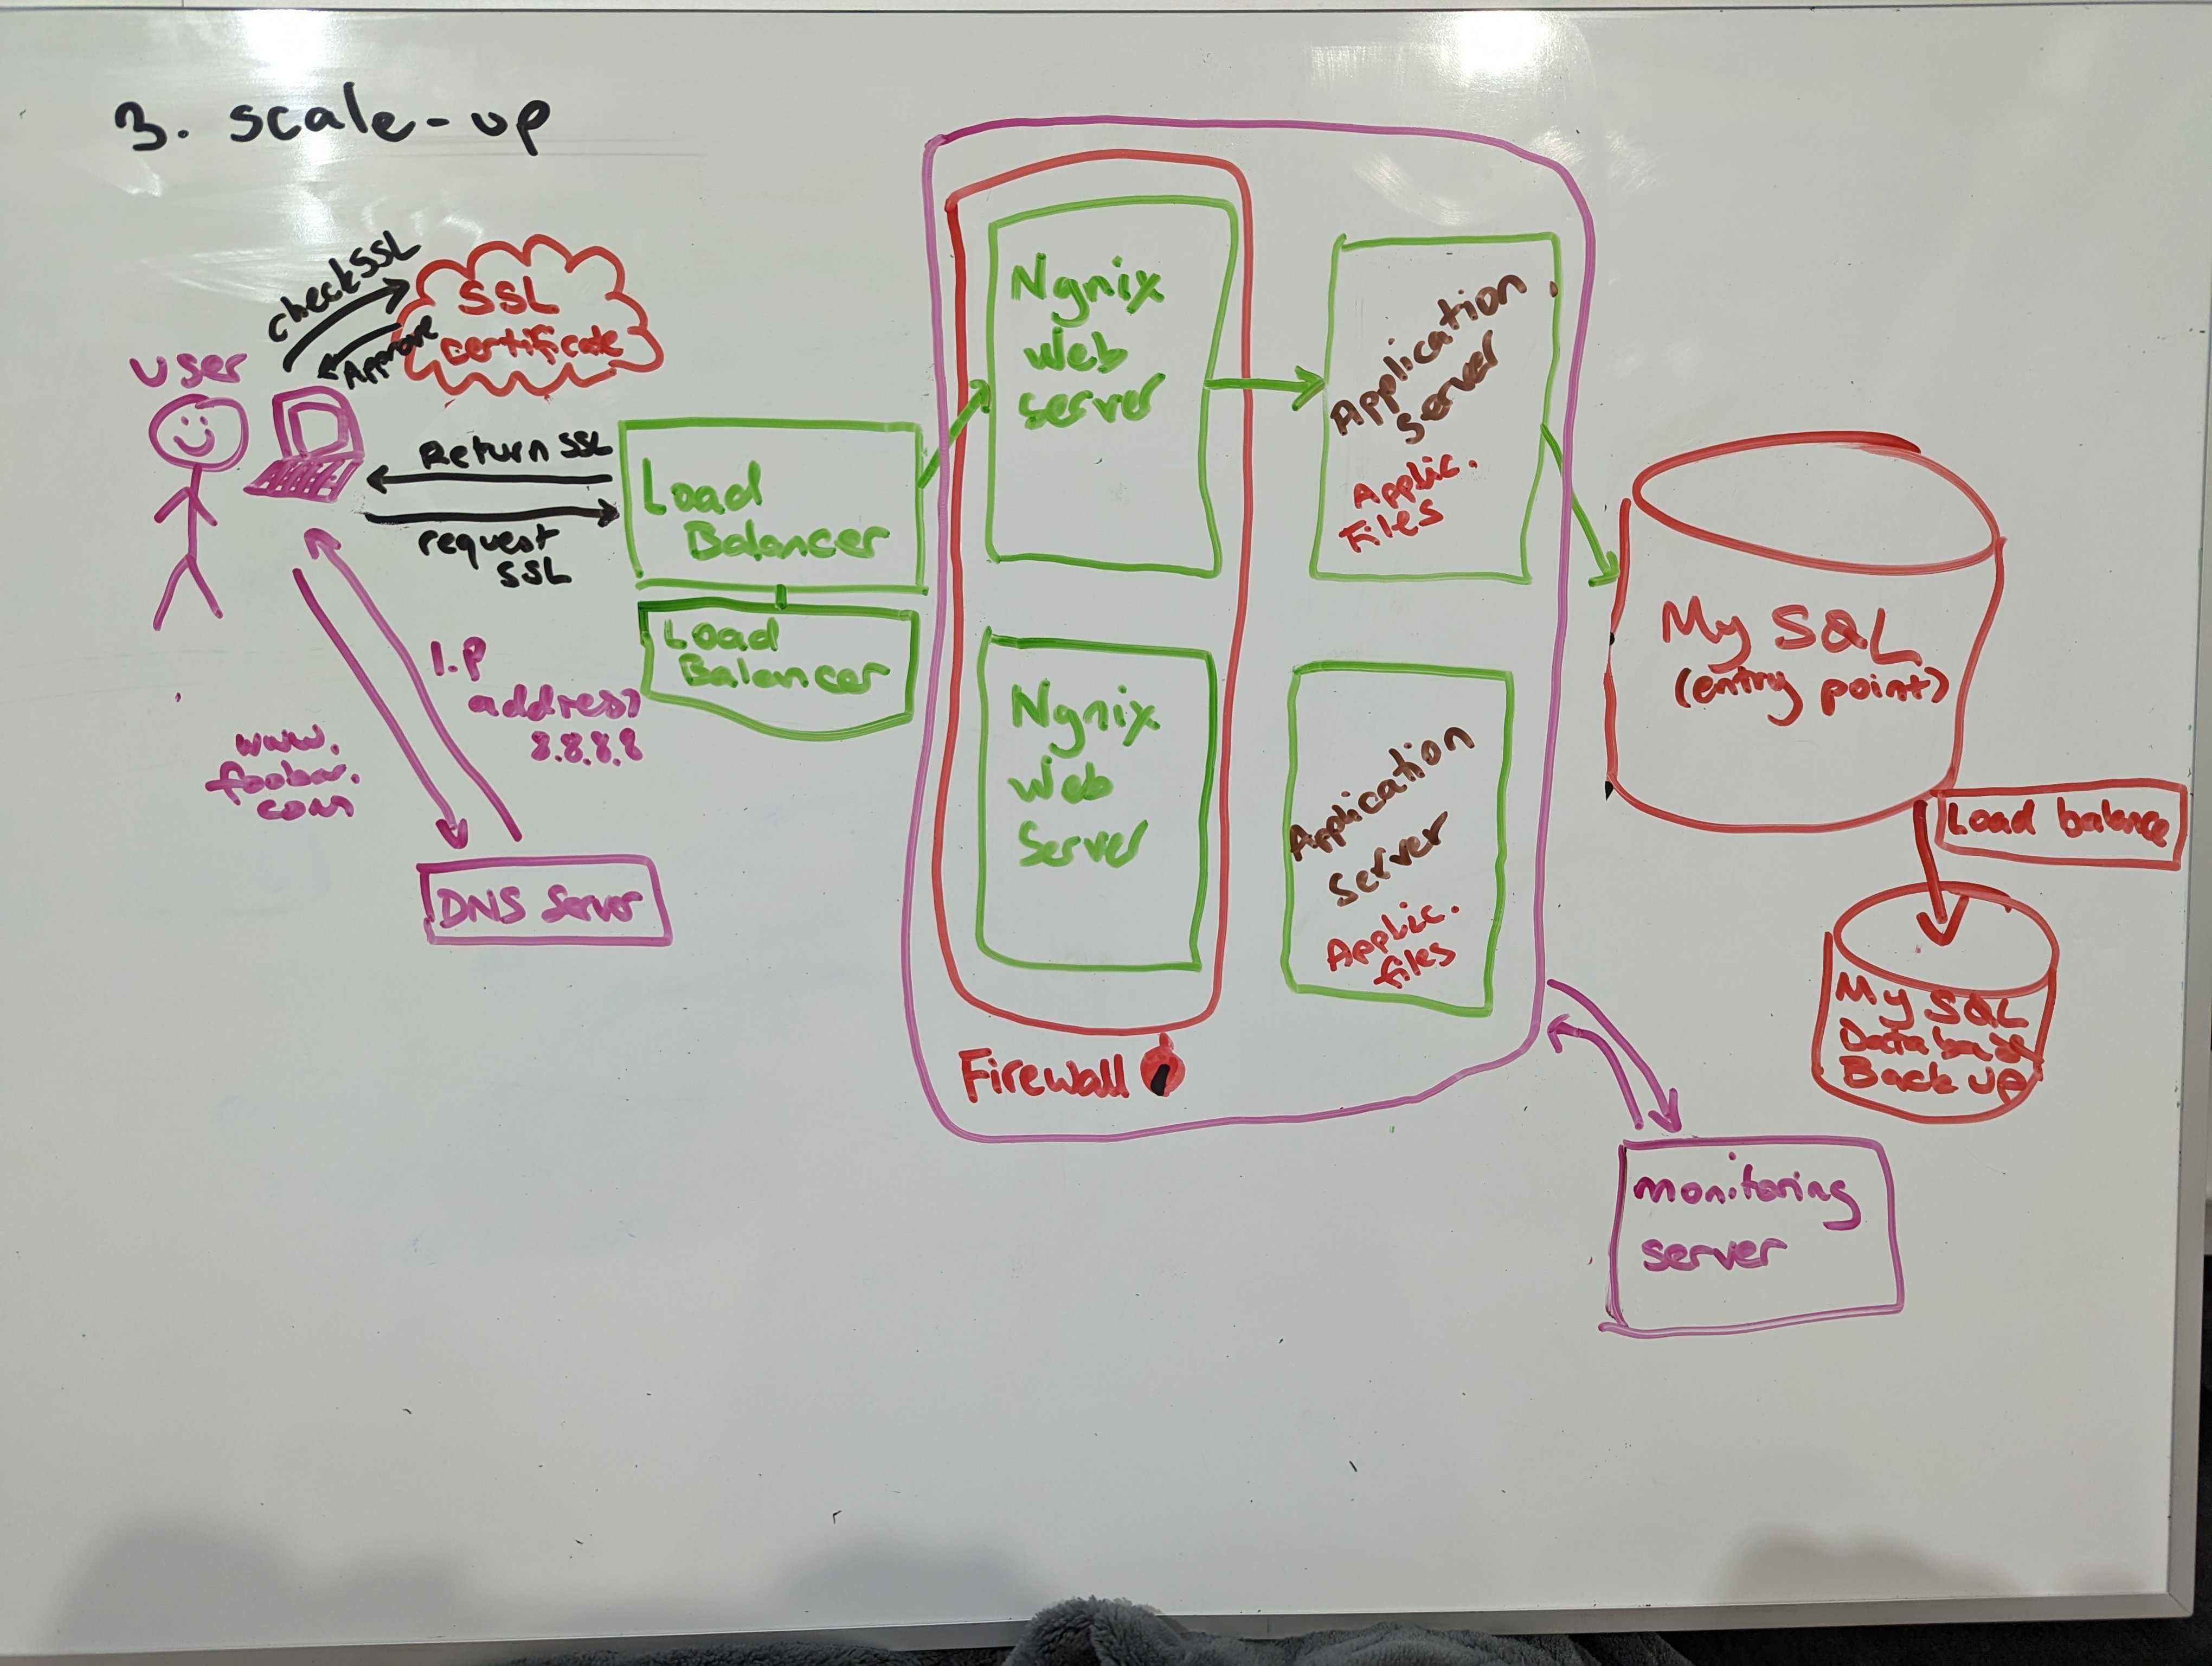 3. scale-up
check SSL
SSL
certificate
Approve
user
Return SSL
request
SSL
Load
Balancer
Load
Balancer
I.P
address
8.8.8.8
www.
foobar.
com
DNS Server
Ngnix
Web
Server
Ngnix
Web
Server
Firewall
Application
Server
Applic.
Files
Application
Server
Applic.
files
My SQL
(entry point)
Load balance
My SQL
Database
Back up
monitoring
server